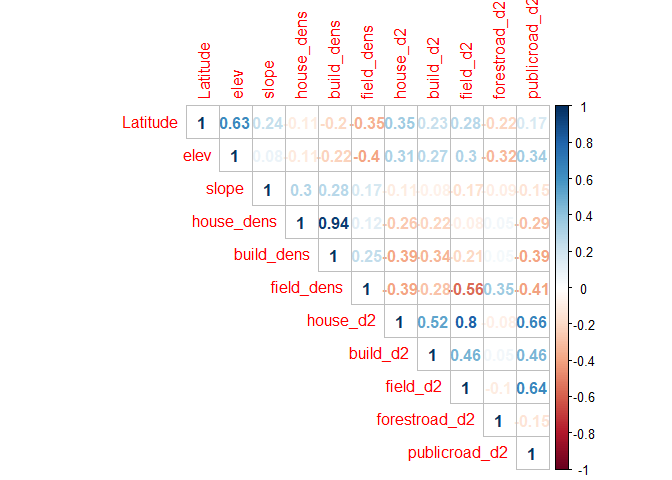 Latitude elev slope house_dens build_dens field_dens house_d2 build_d2 field_d2 forestroad_d2 publicroad_d2
Latitude 1 0.63 0.24 -0.11 -0.2 -0.35 0.35 0.23 0.28 -0.22 0.17
elev 1 0.08 -0.11 -0.22 -0.4 0.31 0.27 0.3 -0.32 0.34
slope 1 0.3 0.28 0.17 -0.11 -0.08 -0.17 -0.09 -0.15
house_dens 1 0.94 0.12 -0.26 -0.22 -0.08 0.05 -0.29
build_dens 1 0.25 -0.39 -0.34 -0.21 -0.39
field_dens 1 -0.39 -0.28 -0.56 0.35 -0.41
house_d2 1 0.52 0.8 -0.08 0.66
build_d2 1 0.46 0.05 0.46
field_d2 1 -0.1 0.64
forestroad_d2 1 -0.15
publicroad_d2 1
1
0.8
0.6
0.4
0.2
0
-0.2
-0.4
-0.6
-0.8
-1